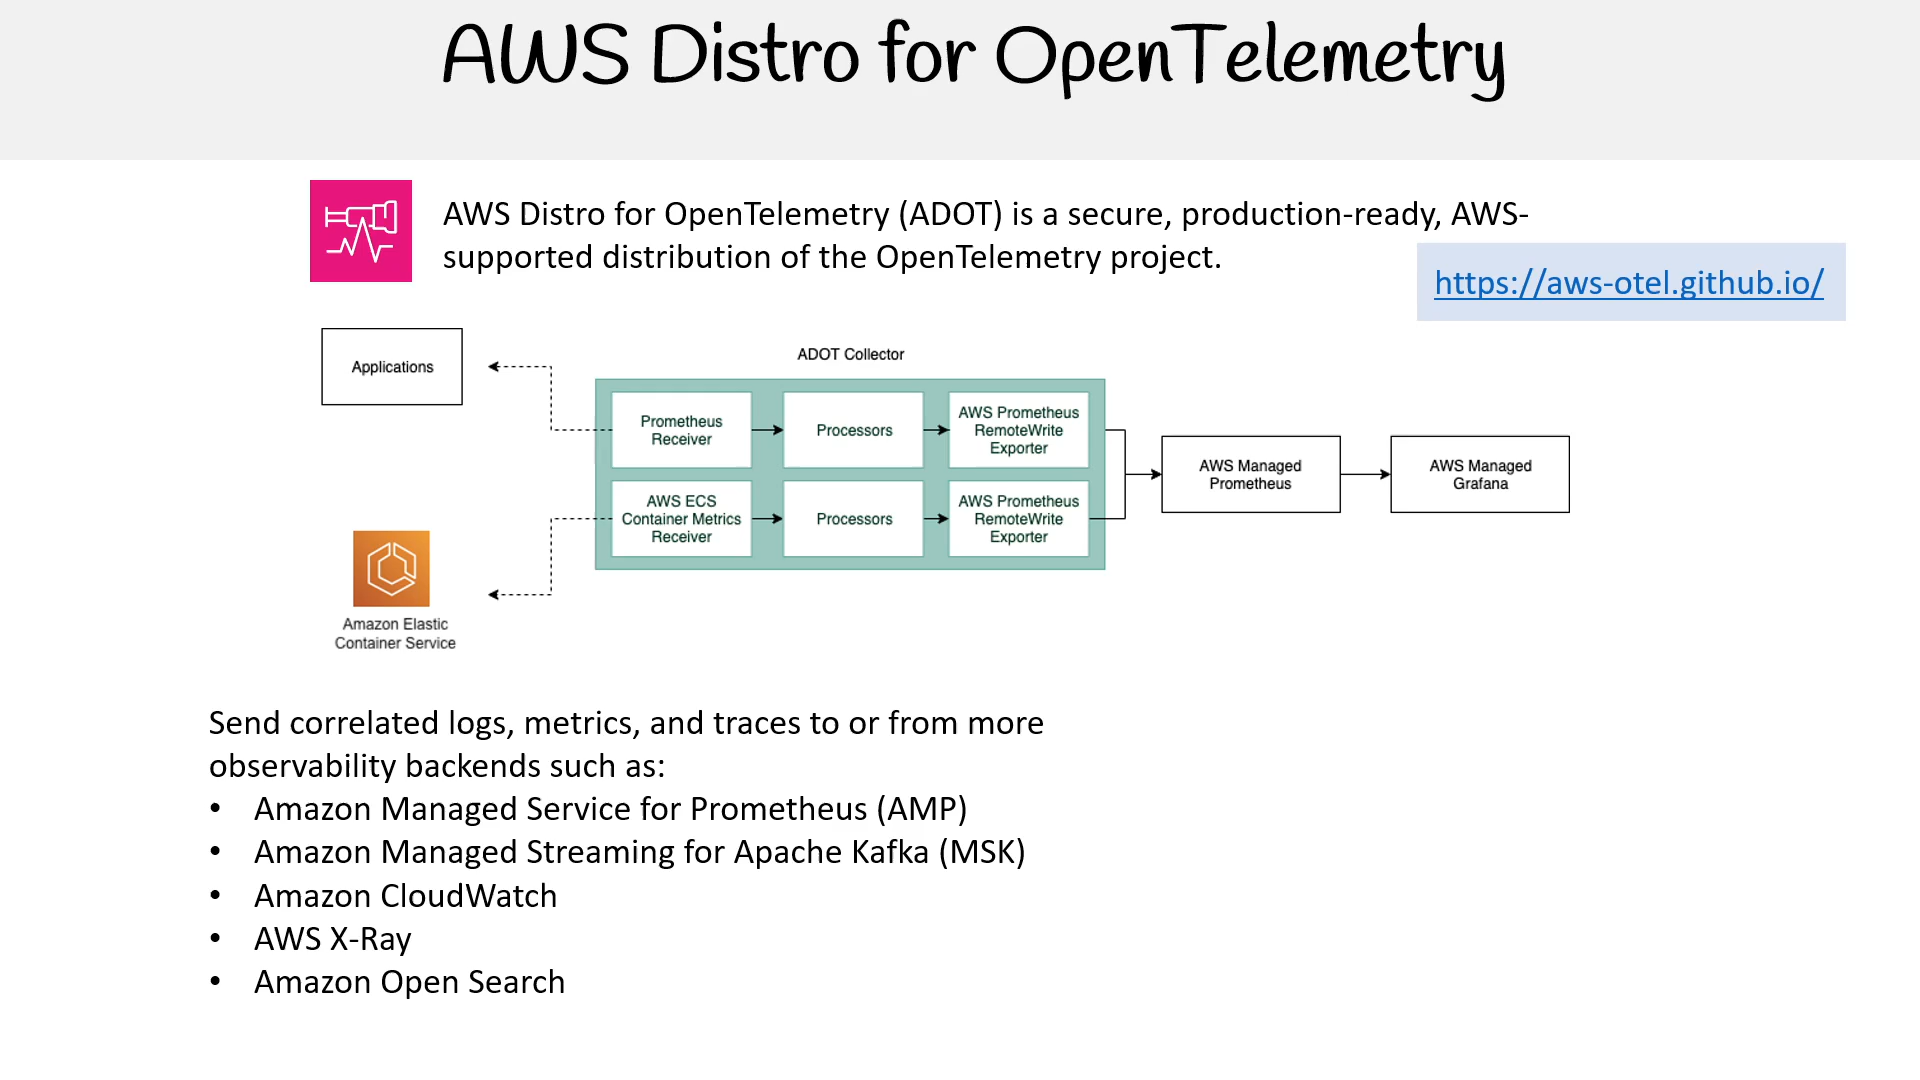 AWS Distro for OpenTelemetry
AWS Distro for OpenTelemetry (ADOT) is a secure, production-ready, AWS-
supported distribution of the OpenTelemetry project.
https://aws-otel.github.io/
Applications
ADOT Collector
Prometheus
Receiver
Processors
AWS Prometheus
RemoteWrite
Exporter
AWS ECS
Container Metrics
Receiver
Processors
AWS Prometheus
RemoteWrite
Exporter
AWS Managed
Prometheus
AWS Managed
Grafana
Amazon Elastic
Container Service
Send correlated logs, metrics, and traces to or from more
observability backends such as:
• Amazon Managed Service for Prometheus (AMP)
• Amazon Managed Streaming for Apache Kafka (MSK)
• Amazon CloudWatch
• AWS X-Ray
• Amazon Open Search